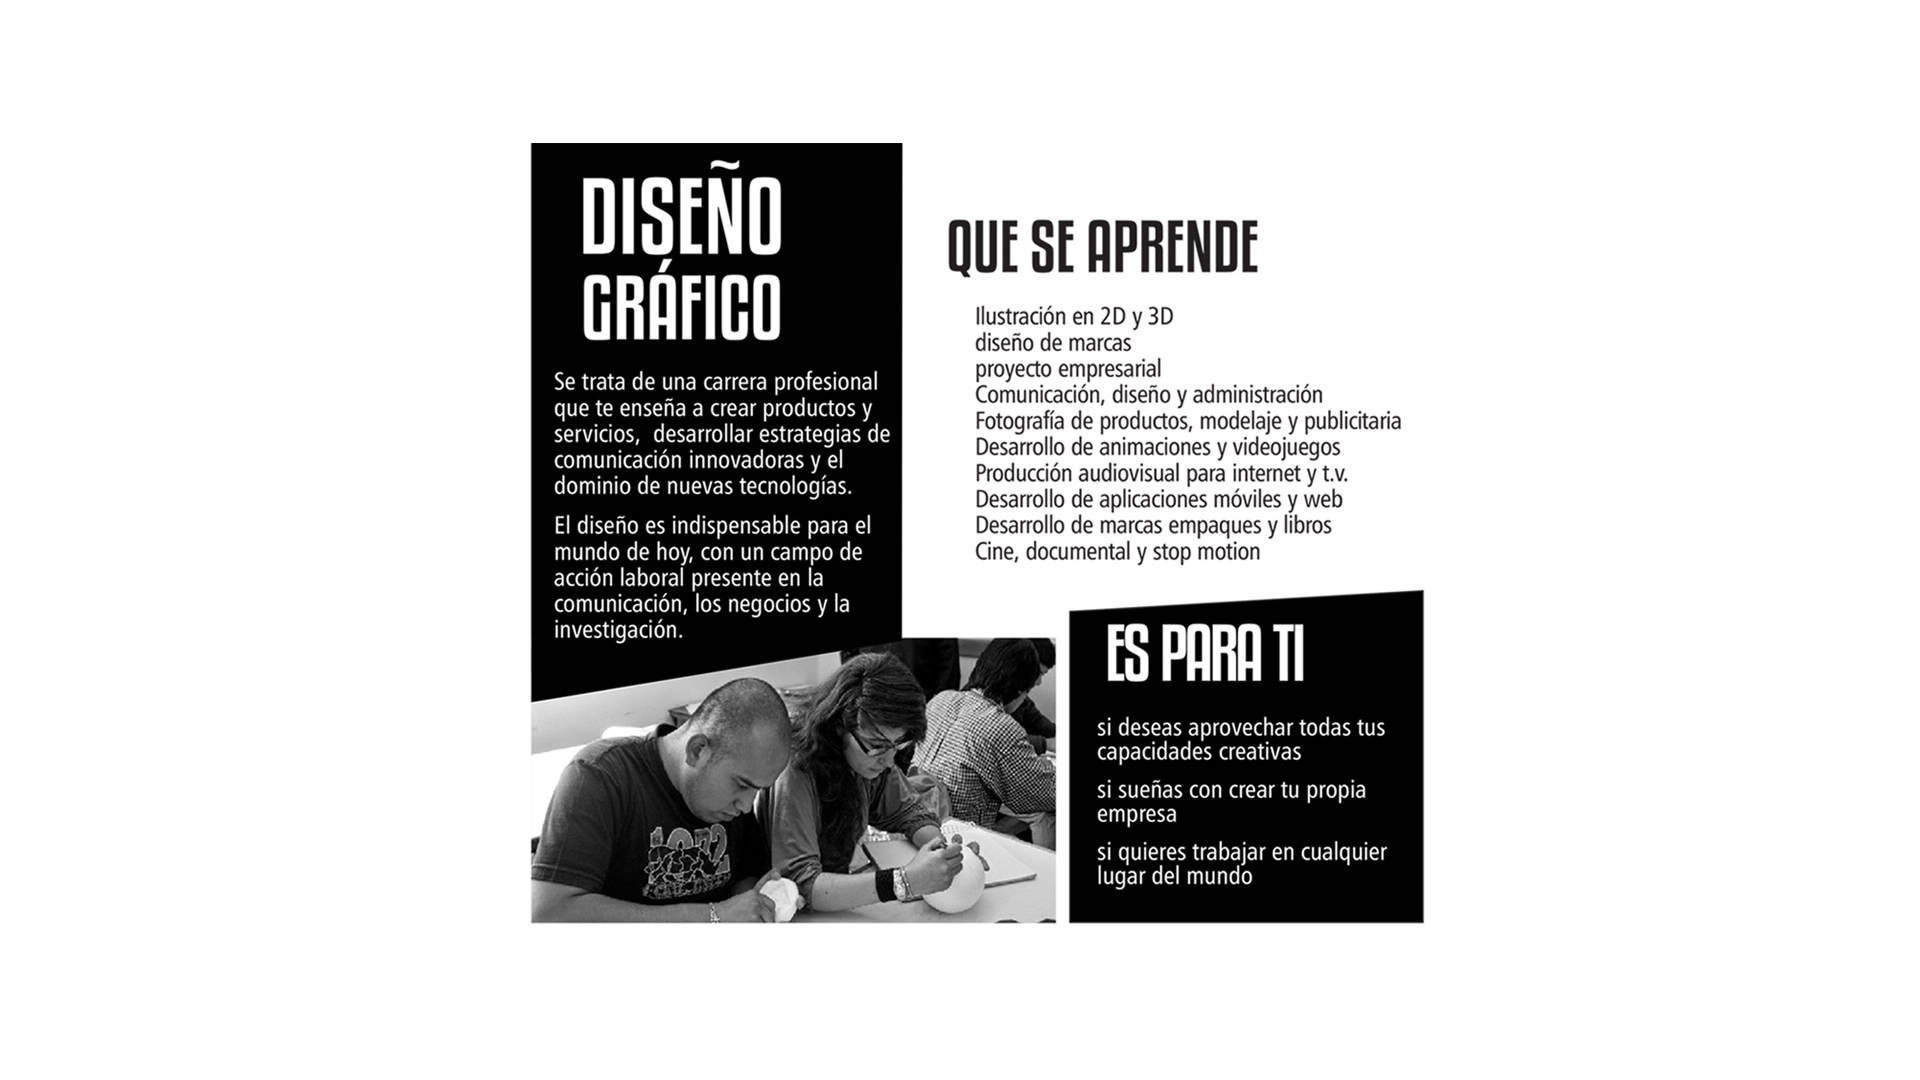 DISEÑO
GRÁFICO
Se trata de una carrera profesional
que te enseña a crear productos y
servicios,  desarrollar estrategias de
comunicación innovadoras y el
dominio de nuevas tecnologías.
El diseño es indispensable para el
mundo de hoy, con un campo de
acción laboral presente en la
comunicación, los negocios y la
investigación.
QUE SE APRENDE
Ilustración en 2D y 3D
diseño de marcas
proyecto empresarial
Comunicación, diseño y administración
Fotografía de productos, modelaje y publicitaria
Desarrollo de animaciones y videojuegos
Producción audiovisual para internet y t.v.
Desarrollo de aplicaciones móviles y web
Desarrollo de marcas empaques y libros
Cine, documental y stop motion
ES PARA TI
si deseas aprovechar todas tus
capacidades creativas
si sueñas con crear tu propia
empresa
si quieres trabajar en cualquier
lugar del mundo
1972